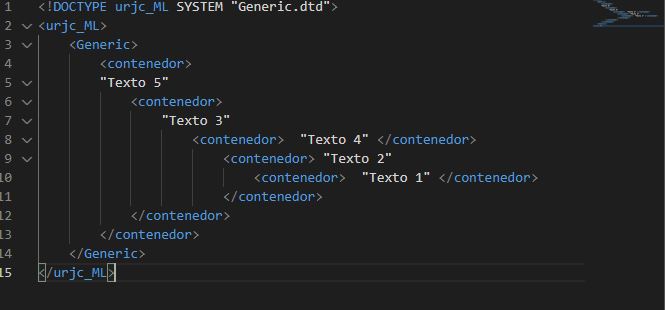 1 <!DOCTYPE urjc_ML SYSTEM "Generic.dtd">
2 <urjc_ML>
3 <Generic>
4 <contenedor>
5 "Texto 5"
6 <contenedor>
7 "Texto 3"
8 <contenedor> "Texto 4" </contenedor>
9 <contenedor> "Texto 2"
10 <contenedor> "Texto 1" </contenedor>
11 </contenedor>
12 </contenedor>
13 </contenedor>
14 </Generic>
15 </urjc_ML>